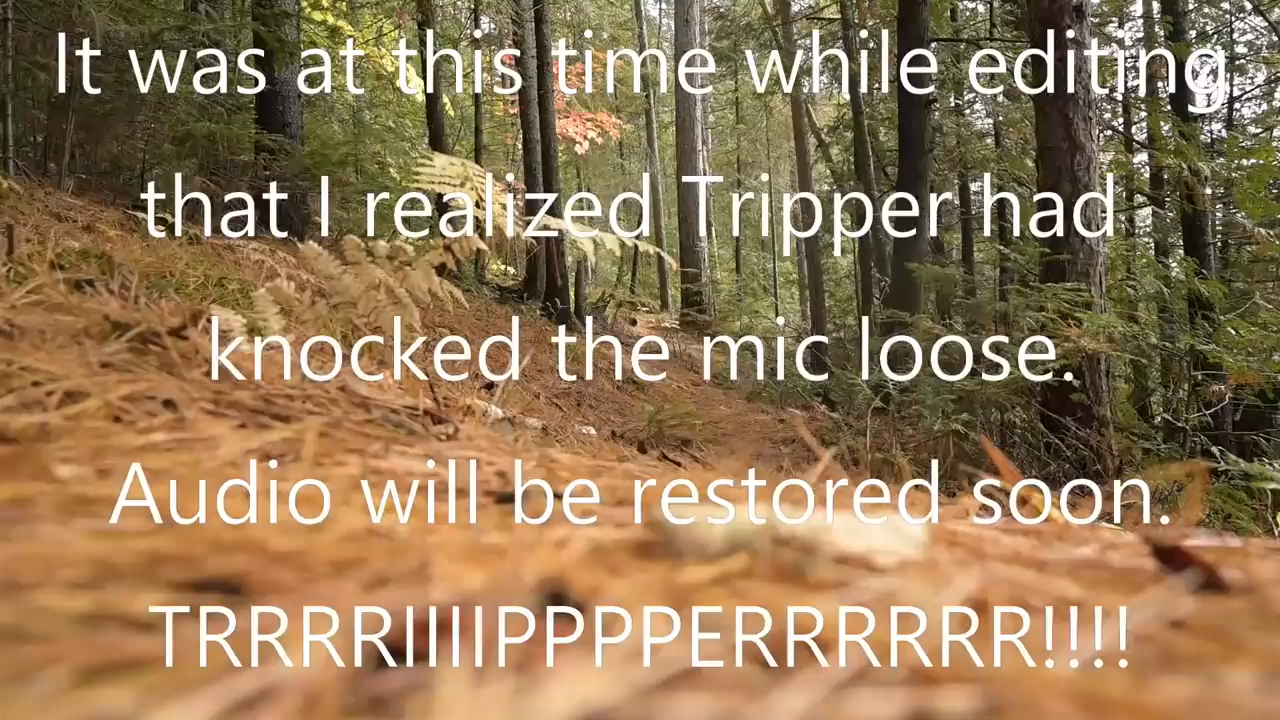 It was at this time while editing
that I realized Tripper had
knocked the mic loose.
Audio will be restored soon.
TRRRRIIIIPPPPERRRRRR!!!!